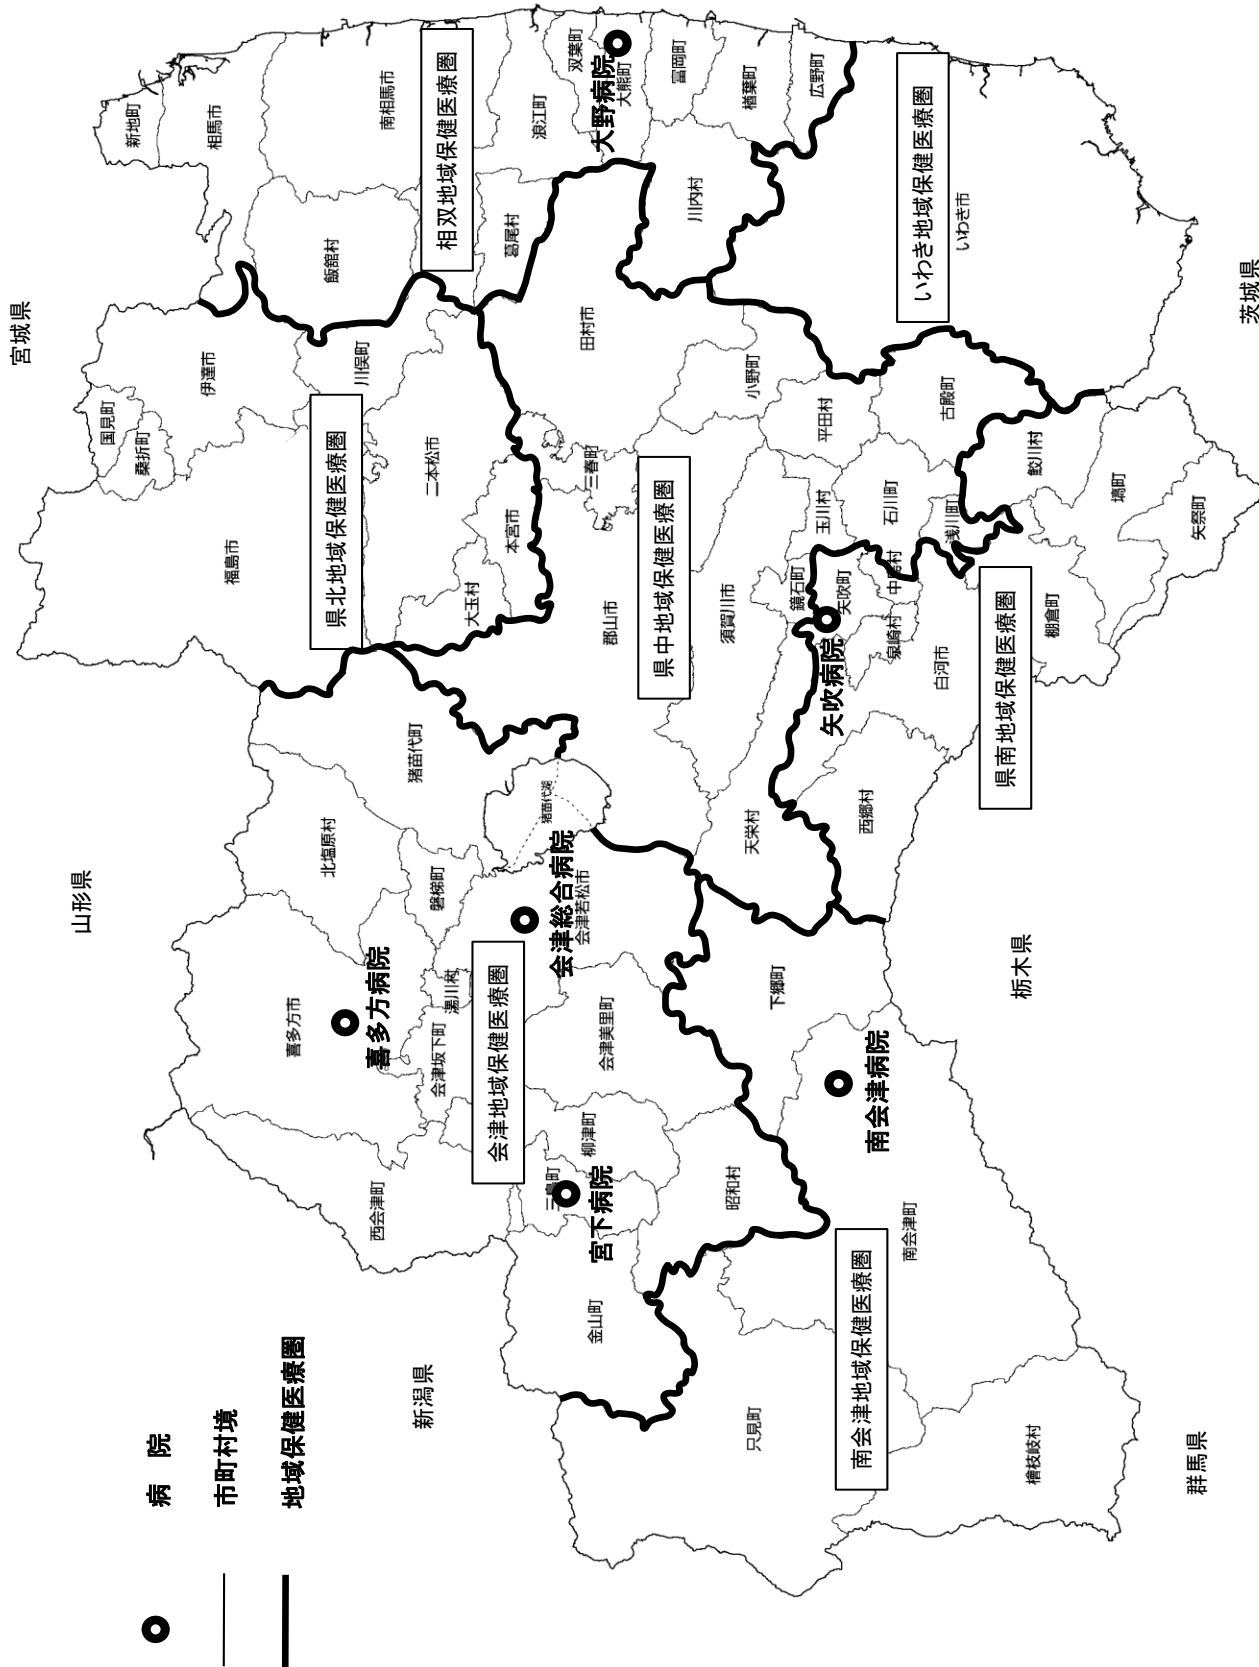 病　院
市町村境
地域保健医療圏
宮城県
山形県
新潟県
茨城県
栃木県
群馬県
相双地域保健医療圏
いわき地域保健医療圏
県北地域保健医療圏
県中地域保健医療圏
県南地域保健医療圏
会津地域保健医療圏
南会津地域保健医療圏
大野病院
矢吹病院
会津総合病院
喜多方病院
宮下病院
南会津病院
新地町
相馬市
南相馬市
飯舘村
浪江町
双葉町
大熊町
富岡町
楢葉町
広野町
川内村
葛尾村
いわき市
国見町
桑折町
伊達市
福島市
川俣町
二本松市
本宮市
大玉村
田村市
小野町
三春町
郡山市
須賀川市
平田村
古殿町
玉川村
石川町
浅川町
鏡石町
天栄村
矢吹町
中島村
泉崎村
白河市
西郷村
棚倉町
鮫川村
塙町
矢祭町
猪苗代町
猪苗代湖
北塩原村
磐梯町
喜多方市
会津若松市
湯川村
会津坂下町
会津美里町
柳津町
三島町
西会津町
金山町
昭和村
下郷町
南会津町
只見町
檜枝岐村